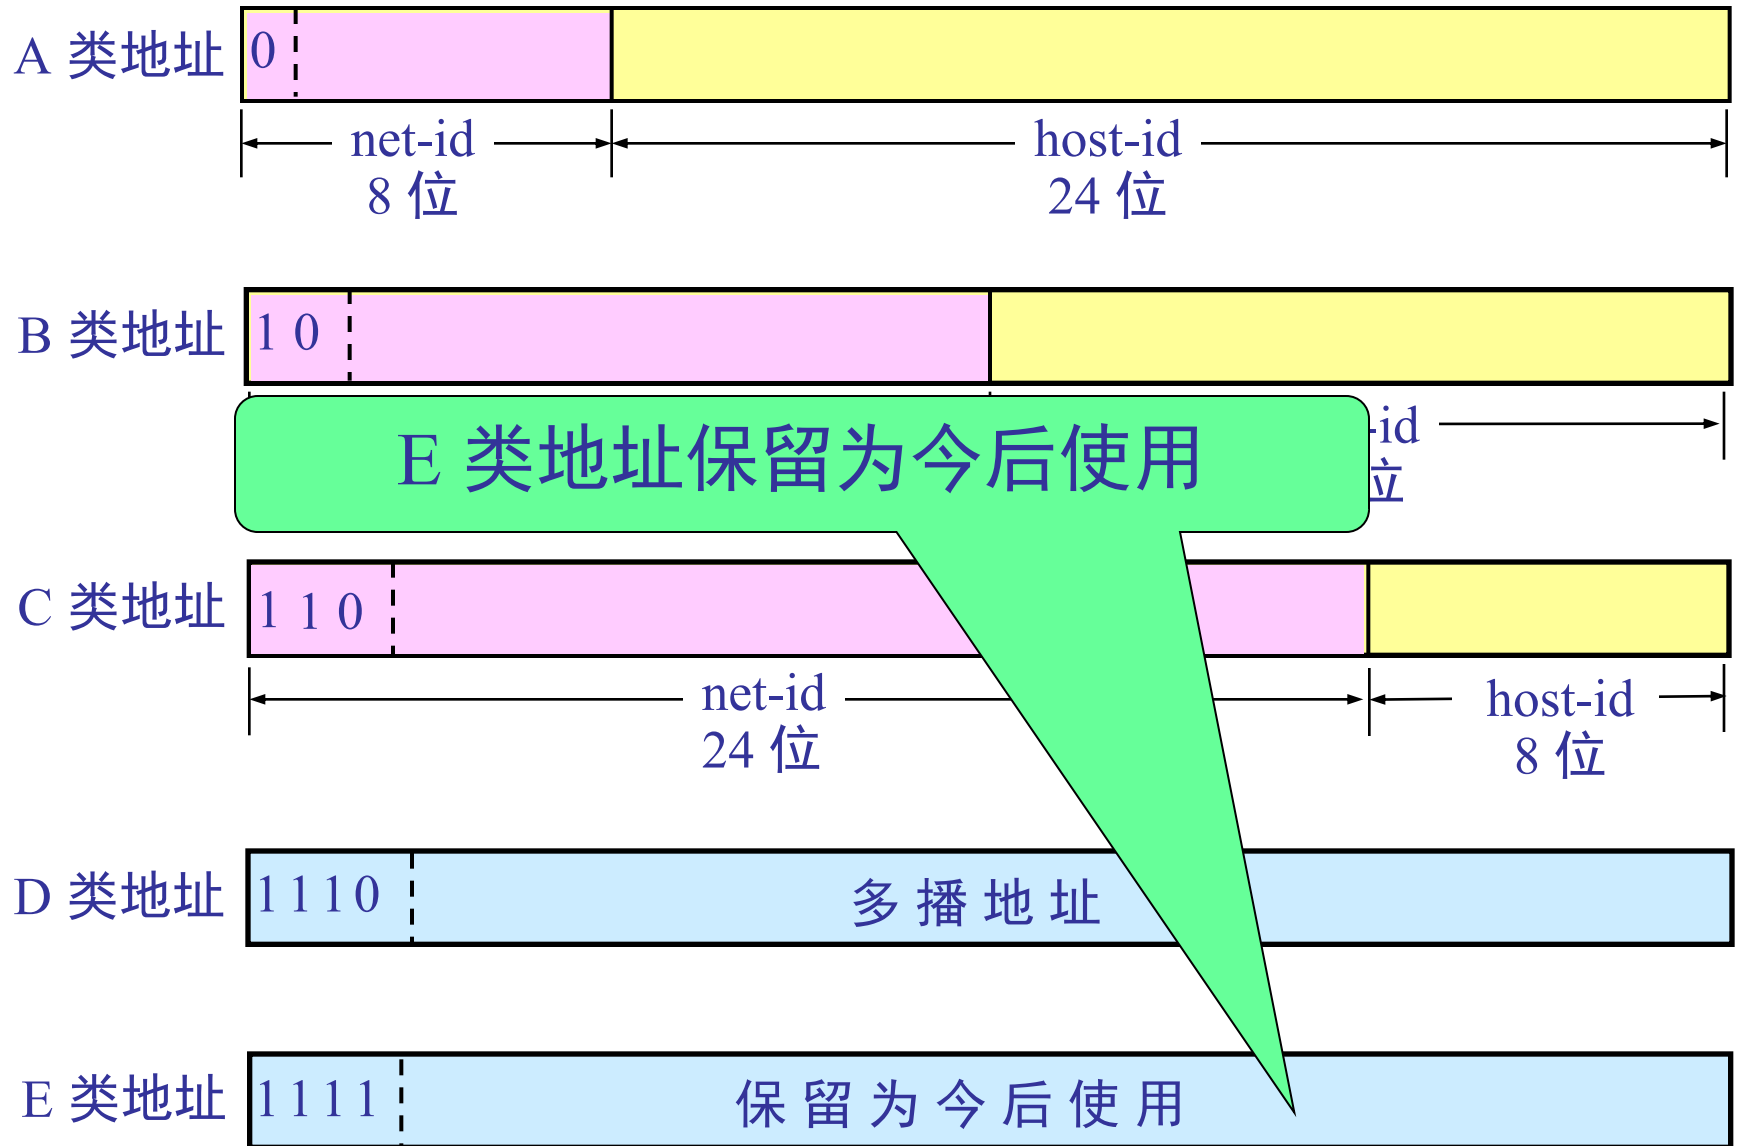 A 类地址
0
net-id
host-id
8 位
24 位
B 类地址
1 0
E 类地址保留为今后使用
-id
位
C 类地址
1 1 0
net-id
host-id
24 位
8 位
D 类地址
1 1 1 0
多 播 地 址
E 类地址
1 1 1 1
保 留 为 今 后 使 用